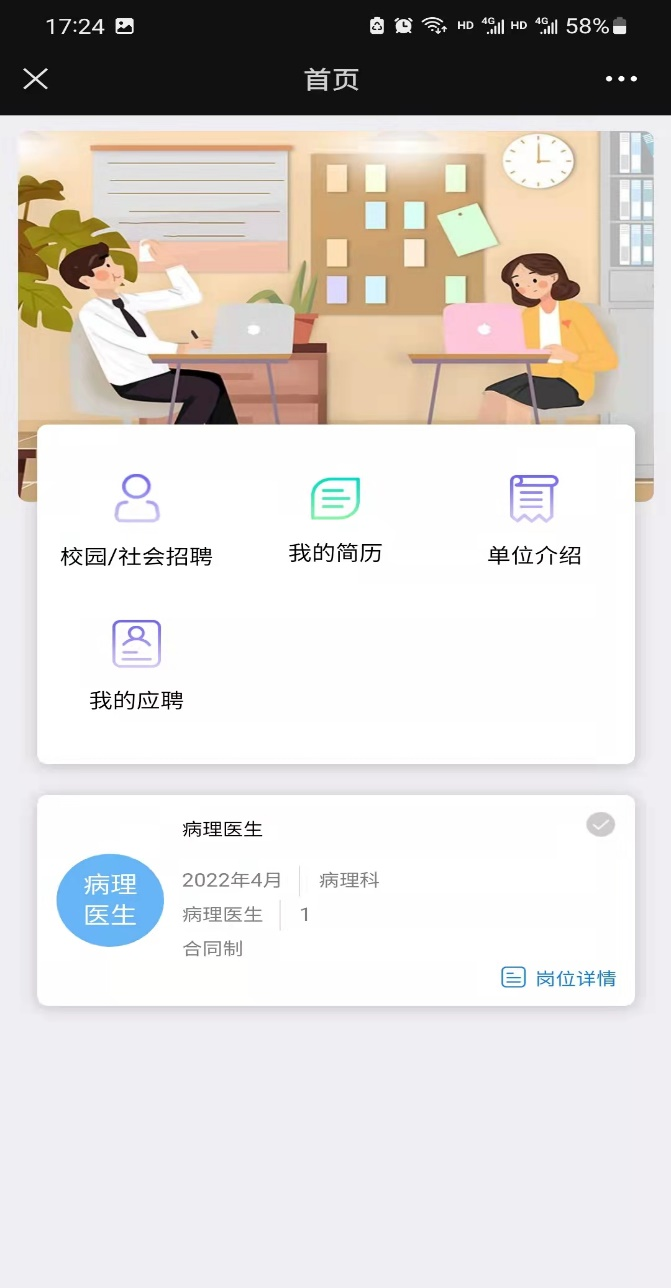 17:24
HD 4G HD 4G 58%
首页
校园/社会招聘
我的简历
单位介绍
我的应聘
病理医生
病理
医生
2022年4月
病理科
病理医生
1
合同制
岗位详情